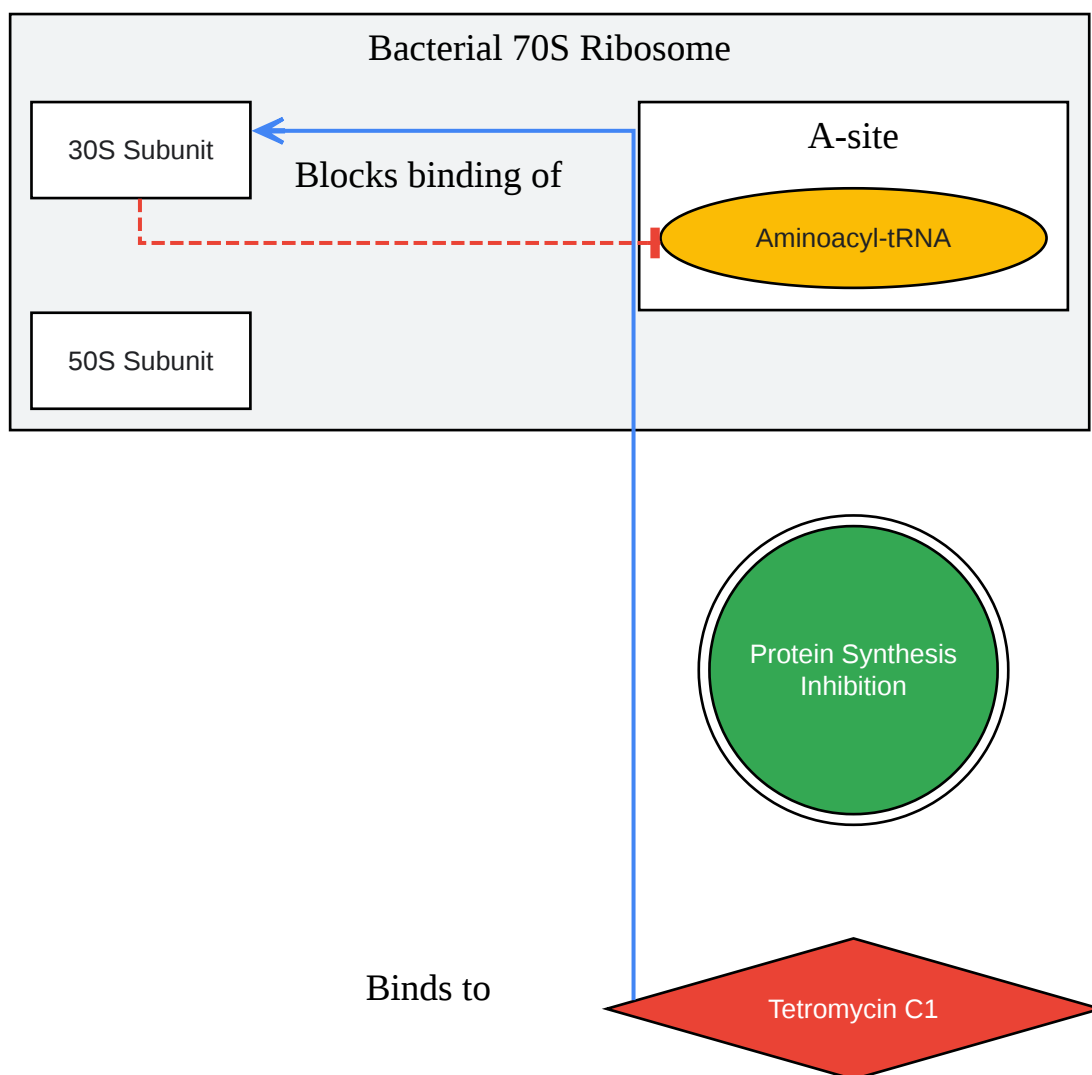 Bacterial 70S Ribosome
30S Subunit
A-site
Blocks binding of
Aminoacyl-tRNA
50S Subunit
Protein Synthesis
Inhibition
Binds to
Tetromycin C1